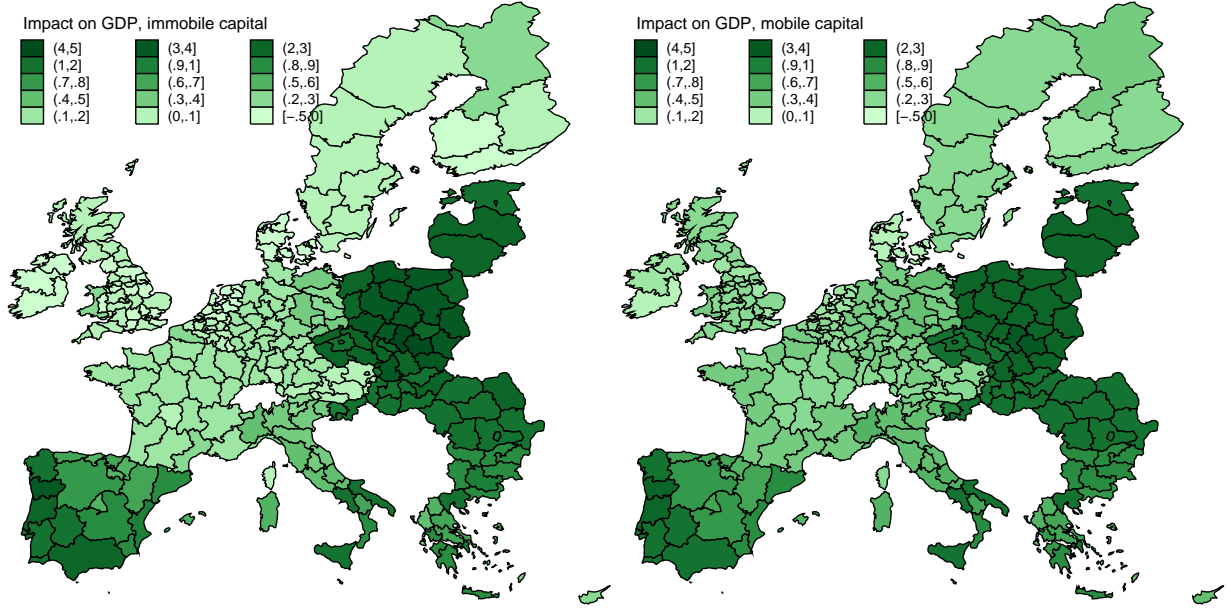 Impact on GDP, immobile capital
(4,5] (3,4] (2,3]
(1,2] (.9,1] (.8,.9]
(.7,.8] (.6,.7] (.5,.6]
(.4,.5] (.3,.4] (.2,.3]
(.1,.2] (0,.1] [−.5,0]
Impact on GDP, mobile capital
(4,5] (3,4] (2,3]
(1,2] (.9,1] (.8,.9]
(.7,.8] (.6,.7] (.5,.6]
(.4,.5] (.3,.4] (.2,.3]
(.1,.2] (0,.1] [−.5,0]